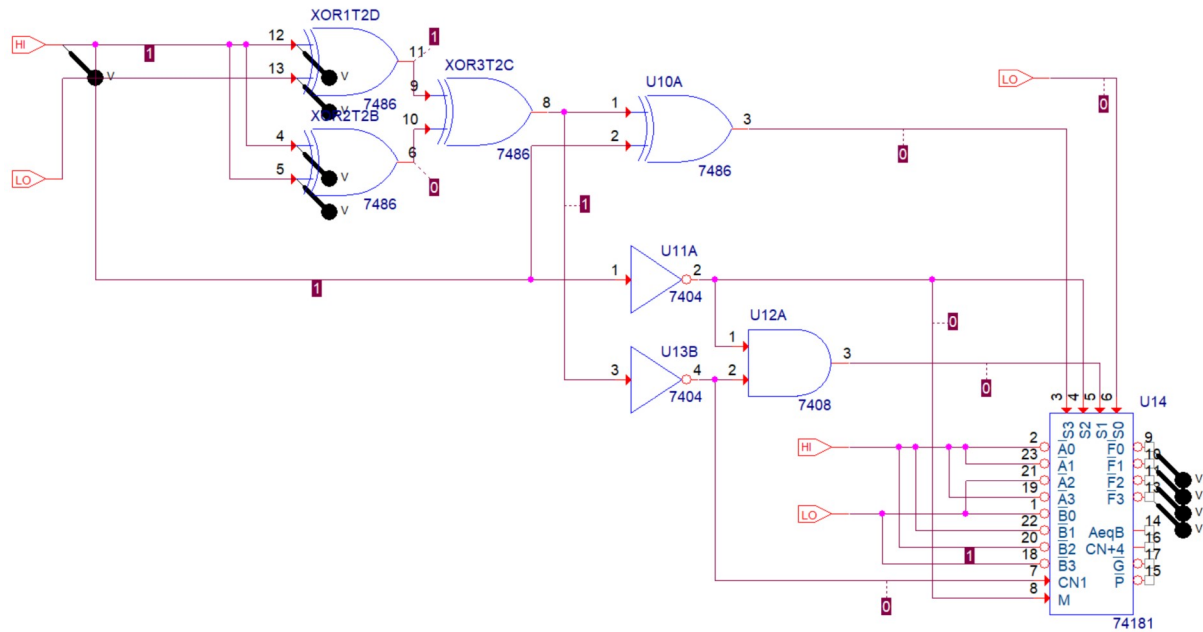 XOR1T2D
HI
12
1
11
1
V
13
V
9
XOR3T2C
V
7486
8
U10A
LO
XOR2T2B
10
1
3
0
4
6
7486
2
0
LO
5
V
0
7486
7486
V
1
1
U11A
1
2
7404
U12A
0
1
3
U13B
3
4
2
0
7404
7408
3
4
5
6
U14
S3
S2
S1
S0
HI
2
A0
F0
9
23
A1
F1
10
21
A2
F2
11
V
19
A3
F3
13
V
LO
1
B0
V
22
B1
AeqB
14
V
20
B2
CN+4
16
1
18
B3
G
17
7
CN1
P
15
0
8
M
74181